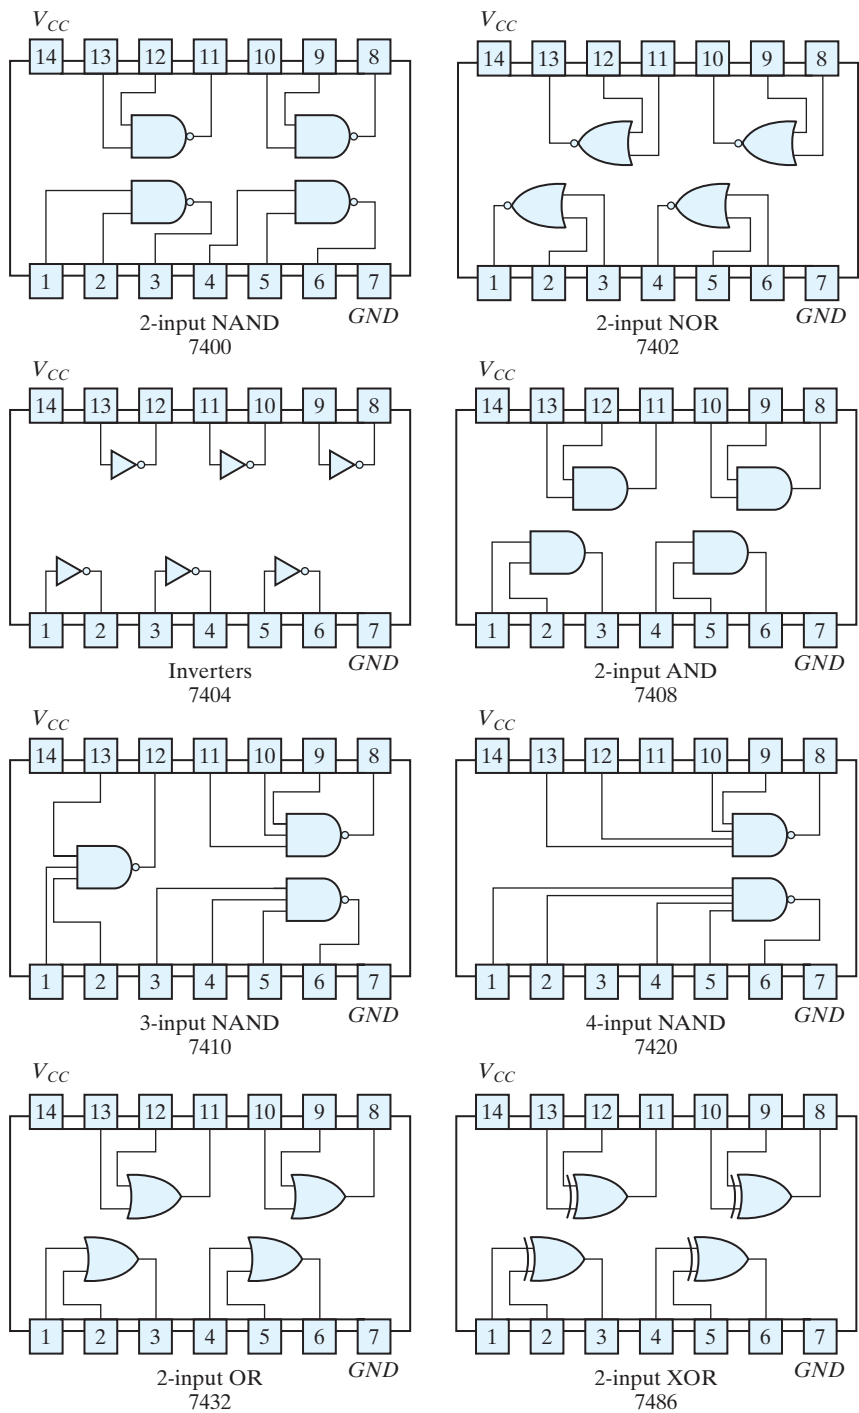 V_CC
14 13 12 11 10 9 8
1 2 3 4 5 6 7
GND
2-input NAND
7400
V_CC
14 13 12 11 10 9 8
1 2 3 4 5 6 7
GND
2-input NOR
7402
V_CC
14 13 12 11 10 9 8
1 2 3 4 5 6 7
GND
Inverters
7404
V_CC
14 13 12 11 10 9 8
1 2 3 4 5 6 7
GND
2-input AND
7408
V_CC
14 13 12 11 10 9 8
1 2 3 4 5 6 7
GND
3-input NAND
7410
V_CC
14 13 12 11 10 9 8
1 2 3 4 5 6 7
GND
4-input NAND
7420
V_CC
14 13 12 11 10 9 8
1 2 3 4 5 6 7
GND
2-input OR
7432
V_CC
14 13 12 11 10 9 8
1 2 3 4 5 6 7
GND
2-input XOR
7486